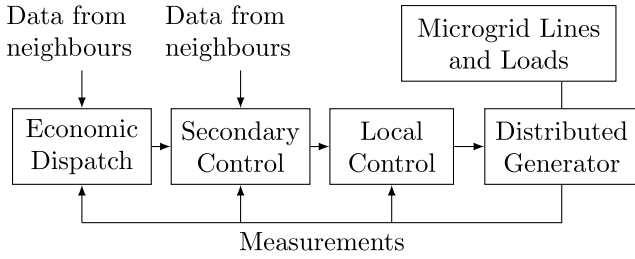 Data from
neighbours
Data from
neighbours
Microgrid Lines
and Loads
Economic
Dispatch
Secondary
Control
Local
Control
Distributed
Generator
Measurements